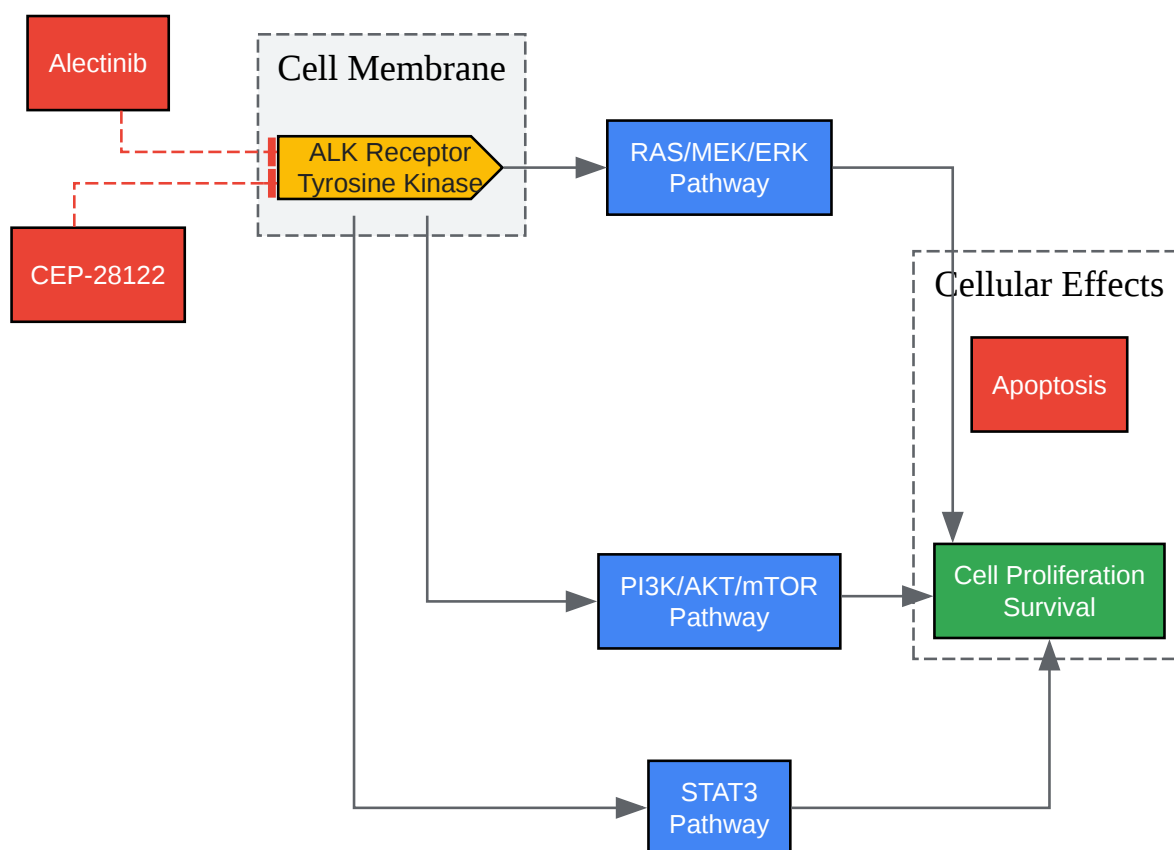 Alectinib
Cell Membrane
ALK Receptor
Tyrosine Kinase
RAS/MEK/ERK
Pathway
CEP-28122
Cellular Effects
Apoptosis
PI3K/AKT/mTOR
Pathway
Cell Proliferation
Survival
STAT3
Pathway